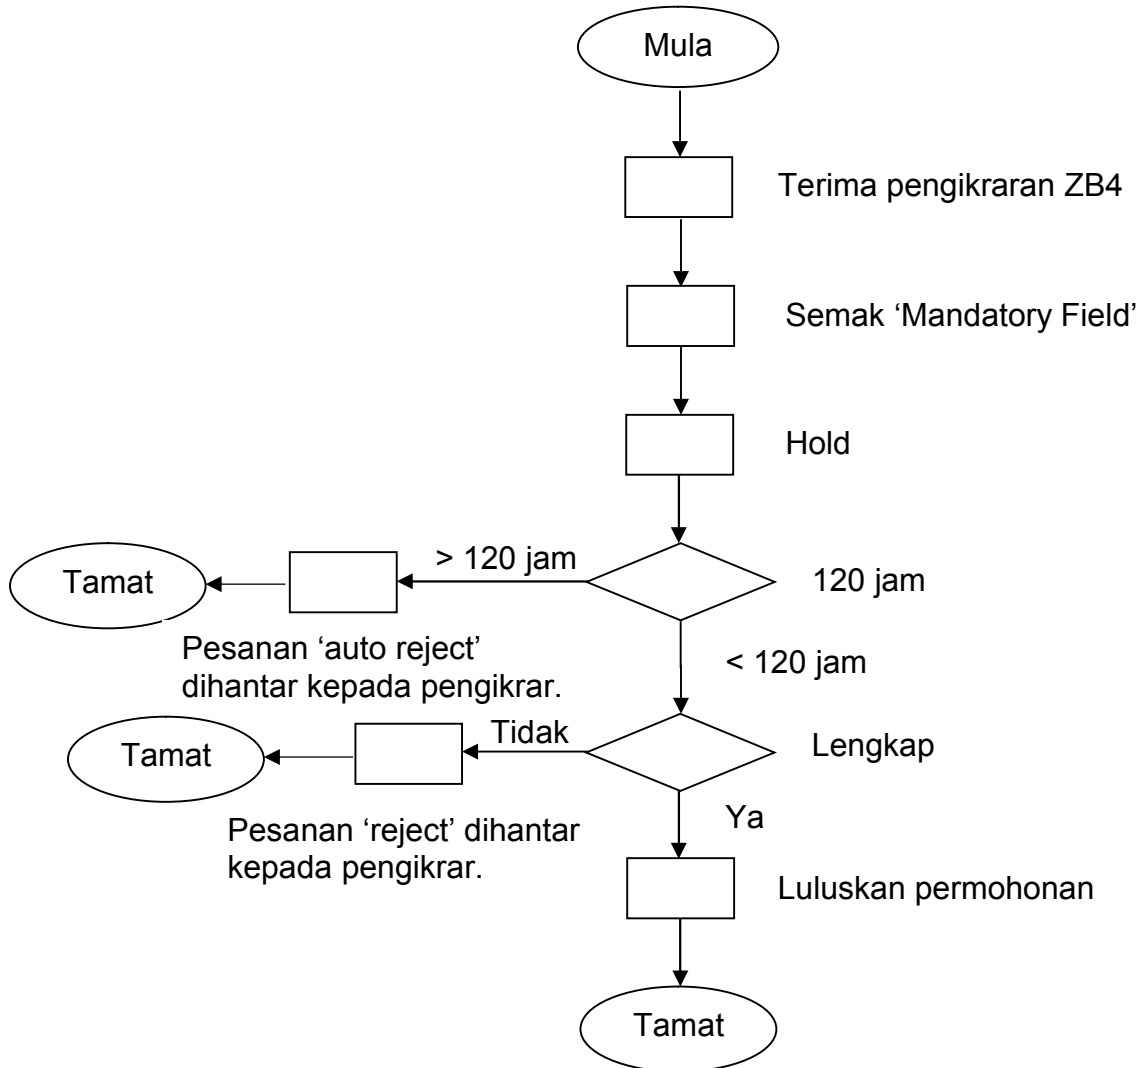 Mula
Terima pengikraran ZB4
Semak ‘Mandatory Field’
Hold
> 120 jam
120 jam
Tamat
Pesanan ‘auto reject’
dihantar kepada pengikrar.
< 120 jam
Tidak
Lengkap
Tamat
Pesanan ‘reject’ dihantar
kepada pengikrar.
Ya
Luluskan permohonan
Tamat